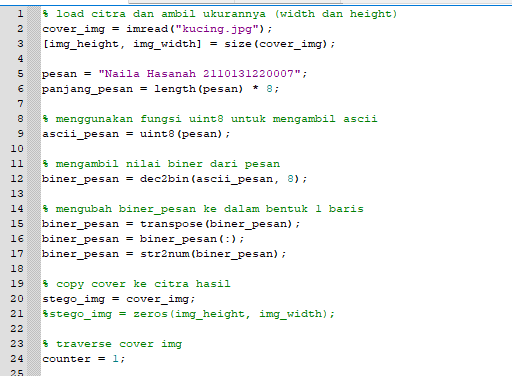 1 % load citra dan ambil ukurannya (width dan height)
2 cover_img = imread("kucing.jpg");
3 [img_height, img_width] = size(cover_img);
4
5 pesan = "Naila Hasanah 2110131220007";
6 panjang_pesan = length(pesan) * 8;
7
8 % menggunakan fungsi uint8 untuk mengambil ascii
9 ascii_pesan = uint8(pesan);
10
11 % mengambil nilai biner dari pesan
12 biner_pesan = dec2bin(ascii_pesan, 8);
13
14 % mengubah biner_pesan ke dalam bentuk 1 baris
15 biner_pesan = transpose(biner_pesan);
16 biner_pesan = biner_pesan(:);
17 biner_pesan = str2num(biner_pesan);
18
19 % copy cover ke citra hasil
20 stego_img = cover_img;
21 %stego_img = zeros(img_height, img_width);
22
23 % traverse cover img
24 counter = 1;
25